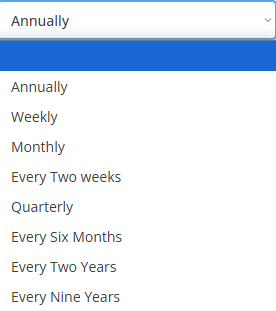 Annually
Annually
Weekly
Monthly
Every Two weeks
Quarterly
Every Six Months
Every Two Years
Every Nine Years